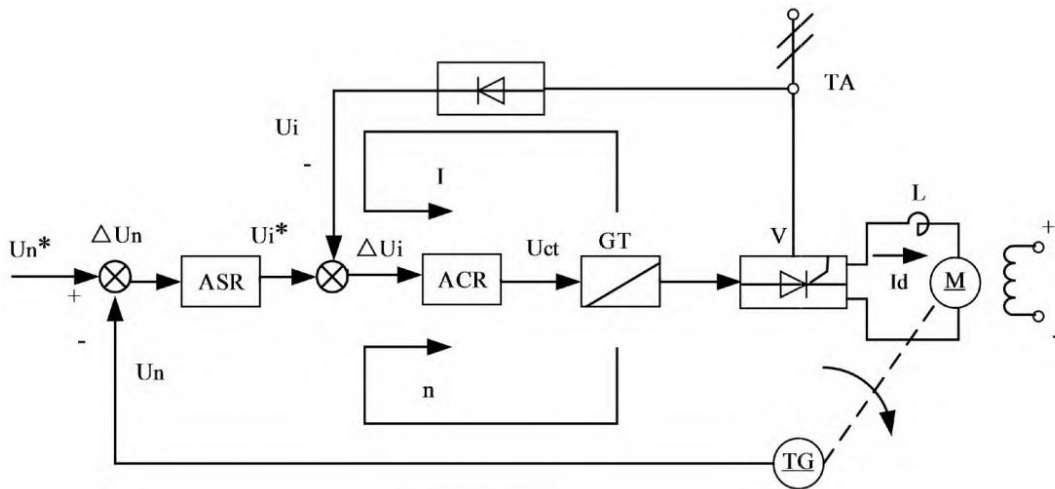 TA
Ui
-
I
L
Un*
△Un
Ui*
△Ui
Uct
GT
V
+
ASR
ACR
Id
M
+
-
-
Un
n
TG